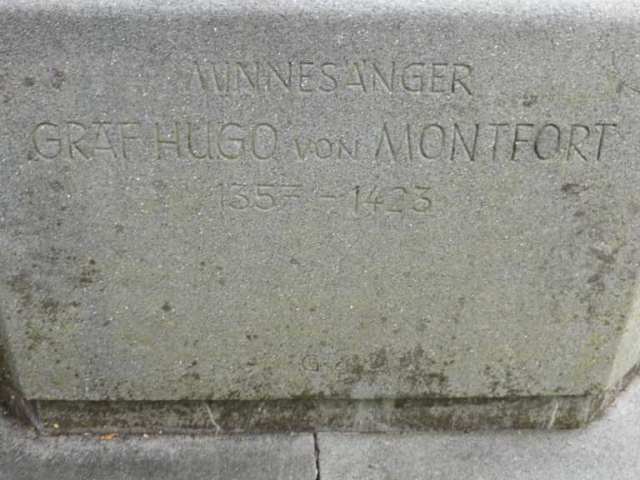 MINNESÄNGER
GRAF HUGO VON MONTFORT
1357 – 1423